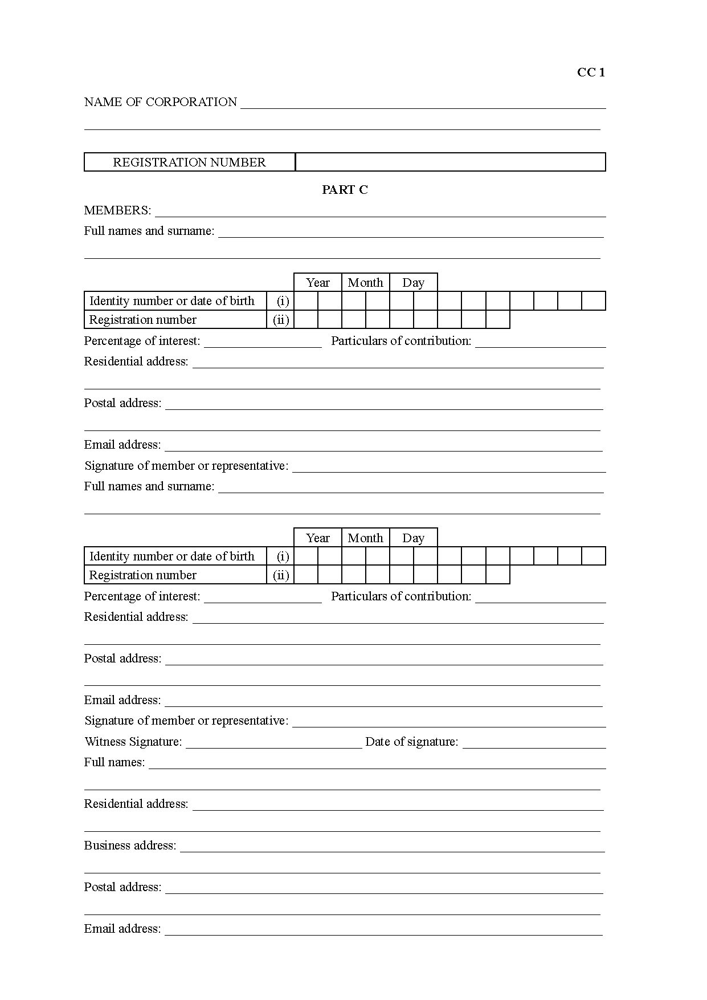 CC 1
NAME OF CORPORATION
REGISTRATION NUMBER
PART C
MEMBERS:
Full names and surname:
Year Month Day
Identity number or date of birth (i)
Registration number (ii)
Percentage of interest: Particulars of contribution:
Residential address:
Postal address:
Email address:
Signature of member or representative:
Full names and surname:
Year Month Day
Identity number or date of birth (i)
Registration number (ii)
Percentage of interest: Particulars of contribution:
Residential address:
Postal address:
Email address:
Signature of member or representative:
Witness Signature: Date of signature:
Full names:
Residential address:
Business address:
Postal address:
Email address: